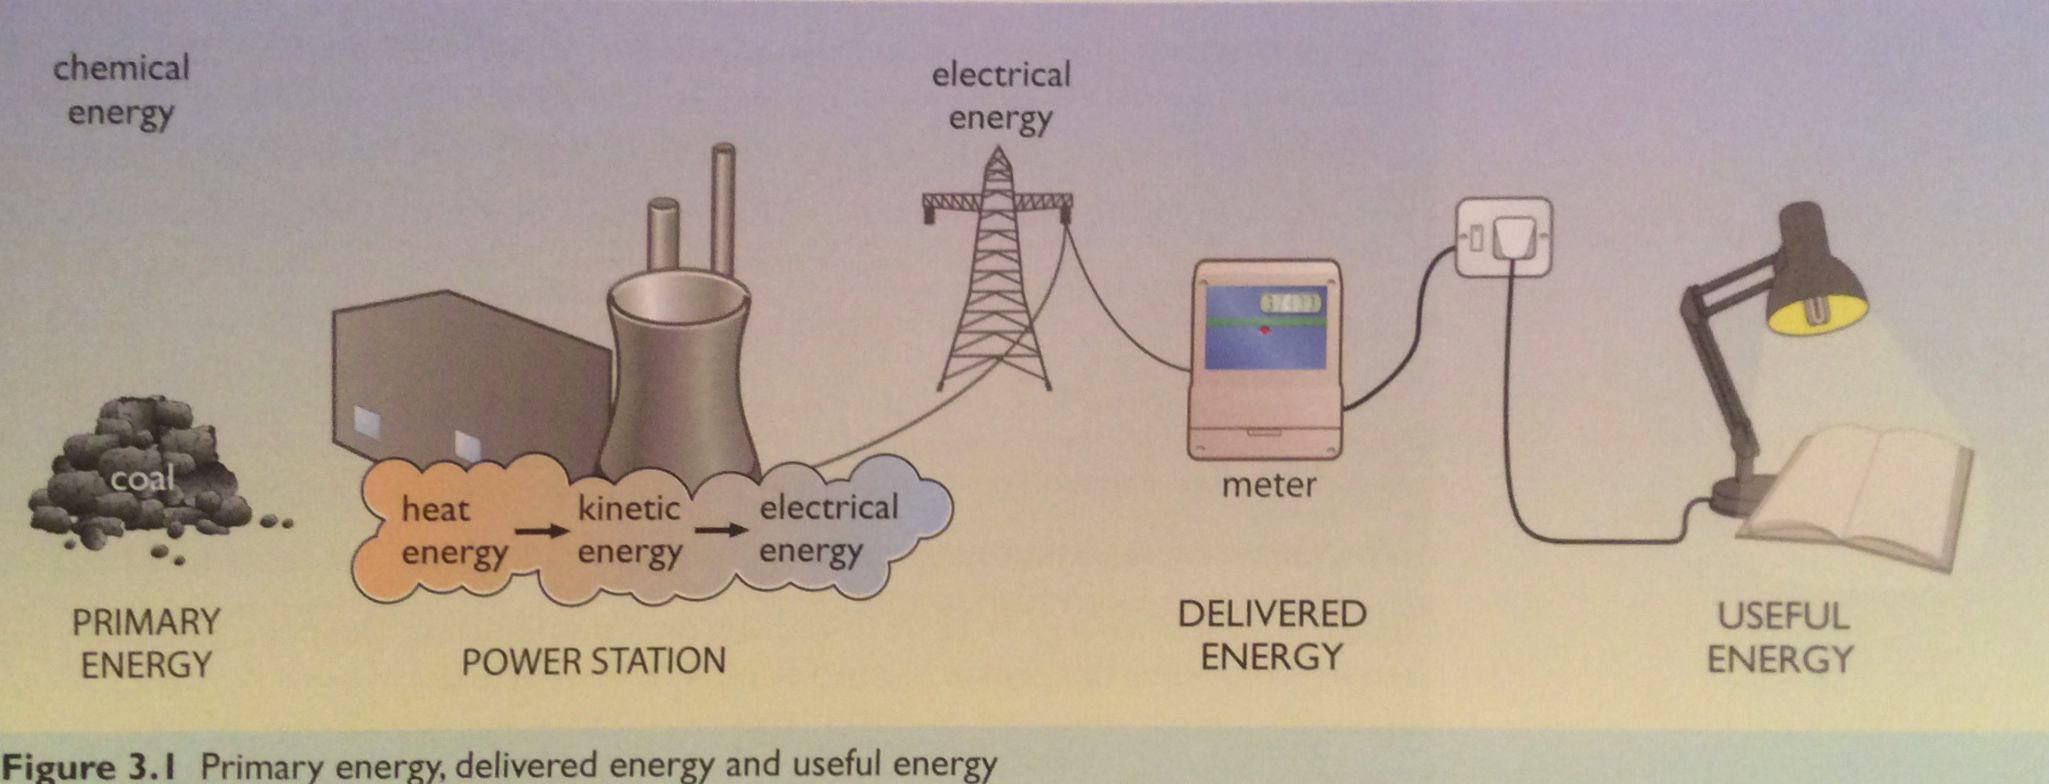 chemical
energy
electrical
energy
coal
heat
energy
kinetic
energy
electrical
energy
meter
PRIMARY
ENERGY
POWER STATION
DELIVERED
ENERGY
USEFUL
ENERGY
Figure 3.1 Primary energy, delivered energy and useful energy